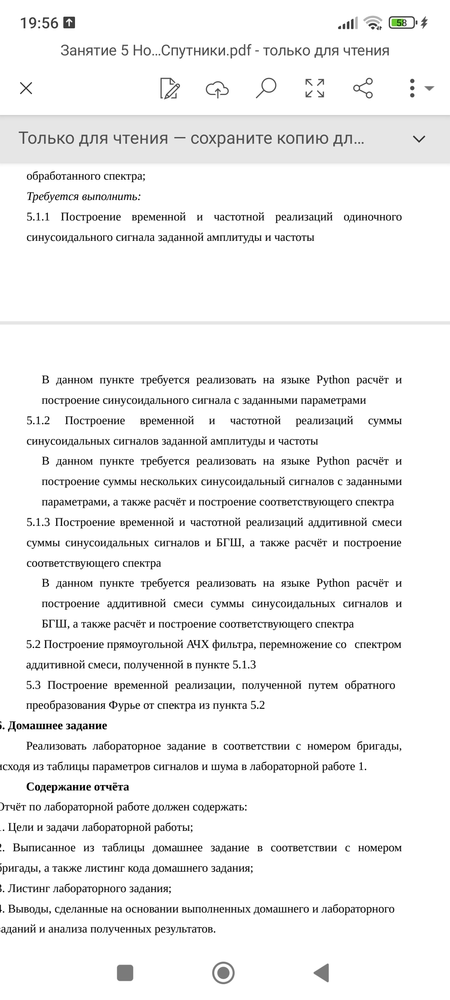 19:56
58
Занятие 5 Но...Спутники.pdf - только для чтения
Только для чтения — сохраните копию дл...
обработанного спектра;
Требуется выполнить:
5.1.1 Построение временной и частотной реализаций одиночного
синусоидального сигнала заданной амплитуды и частоты
В данном пункте требуется реализовать на языке Python расчёт и
построение синусоидального сигнала с заданными параметрами
5.1.2 Построение временной и частотной реализаций суммы
синусоидальных сигналов заданной амплитуды и частоты
В данном пункте требуется реализовать на языке Python расчёт и
построение суммы нескольких синусоидальный сигналов с заданными
параметрами, а также расчёт и построение соответствующего спектра
5.1.3 Построение временной и частотной реализаций аддитивной смеси
суммы синусоидальных сигналов и БГШ, а также расчёт и построение
соответствующего спектра
В данном пункте требуется реализовать на языке Python расчёт и
построение аддитивной смеси суммы синусоидальных сигналов и
БГШ, а также расчёт и построение соответствующего спектра
5.2 Построение прямоугольной АЧХ фильтра, перемножение со спектром
аддитивной смеси, полученной в пункте 5.1.3
5.3 Построение временной реализации, полученной путем обратного
преобразования Фурье от спектра из пункта 5.2
6. Домашнее задание
Реализовать лабораторное задание в соответствии с номером бригады,
исходя из таблицы параметров сигналов и шума в лабораторной работе 1.
Содержание отчёта
Отчёт по лабораторной работе должен содержать:
1. Цели и задачи лабораторной работы;
2. Выписанное из таблицы домашнее задание в соответствии с номером
бригады, а также листинг кода домашнего задания;
3. Листинг лабораторного задания;
4. Выводы, сделанные на основании выполненных домашнего и лабораторного
заданий и анализа полученных результатов.